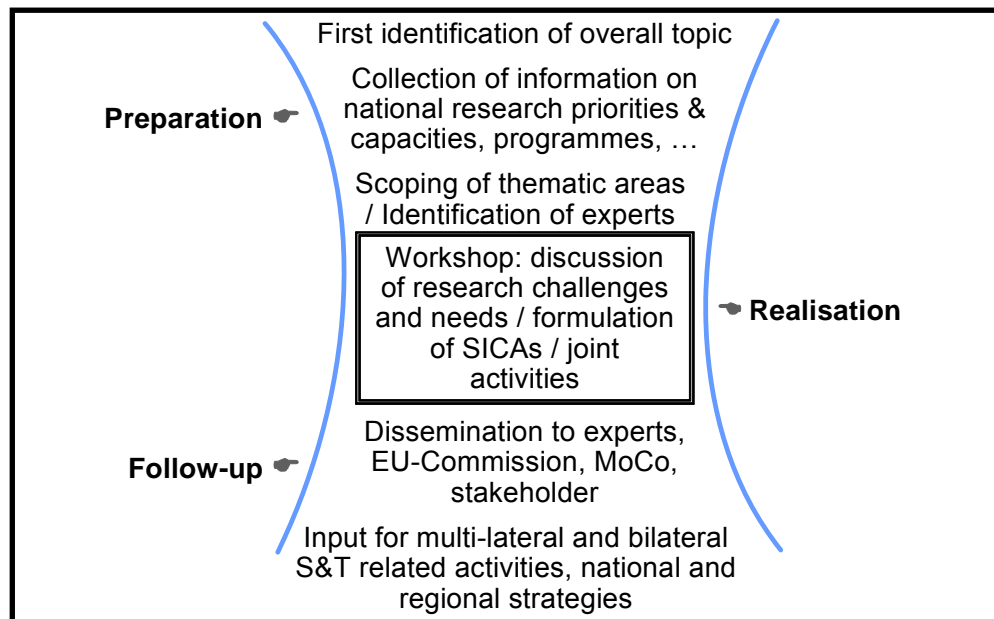 First identification of overall topic
Collection of information on
national research priorities &
capacities, programmes, …
Preparation ☛
Scoping of thematic areas
/ Identification of experts
Workshop: discussion
of research challenges
and needs / formulation
of SICAs / joint
activities
☚ Realisation
Dissemination to experts,
EU-Commission, MoCo,
stakeholder
Follow-up ☛
Input for multi-lateral and bilateral
S&T related activities, national and
regional strategies